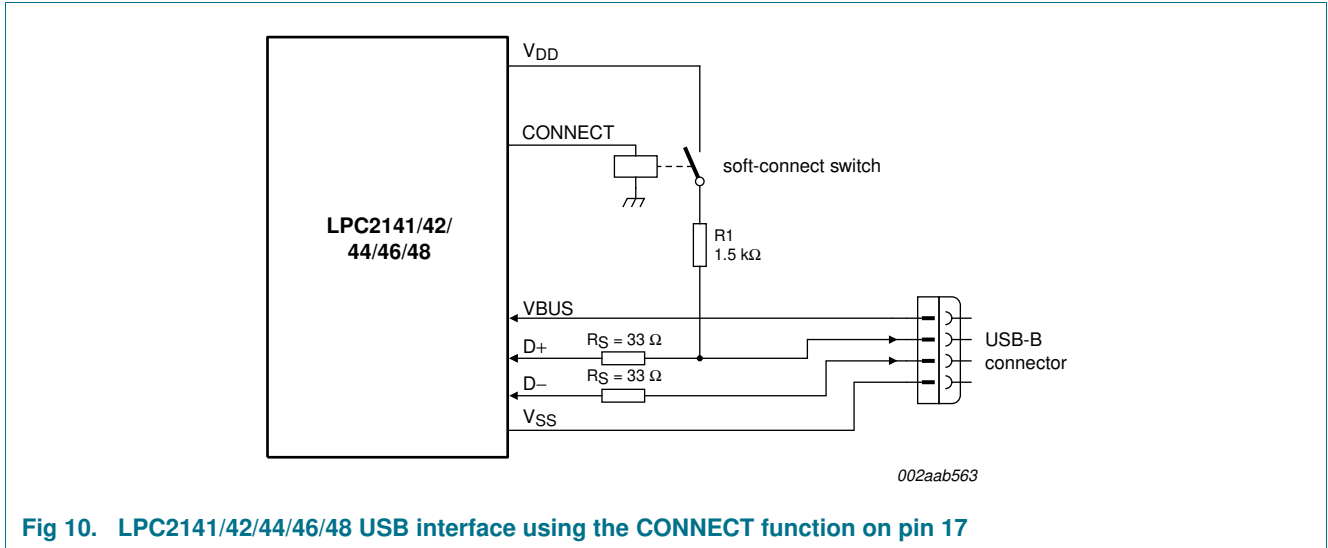 VDD
CONNECT
soft-connect switch
LPC2141/42/
44/46/48
R1
1.5 kΩ
VBUS
D+
RS = 33 Ω
USB-B
connector
RS = 33 Ω
D−
VSS
002aab563
Fig 10. LPC2141/42/44/46/48 USB interface using the CONNECT function on pin 17